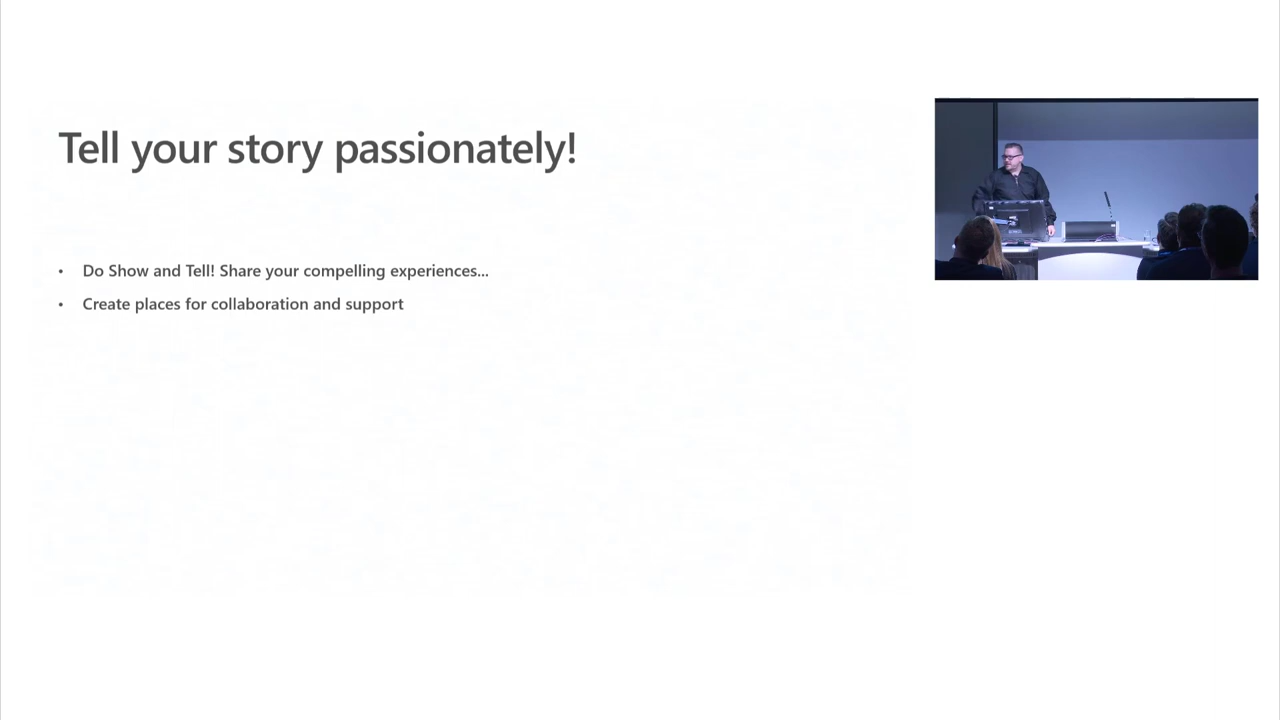 Tell your story passionately!
• Do Show and Tell! Share your compelling experiences...
• Create places for collaboration and support